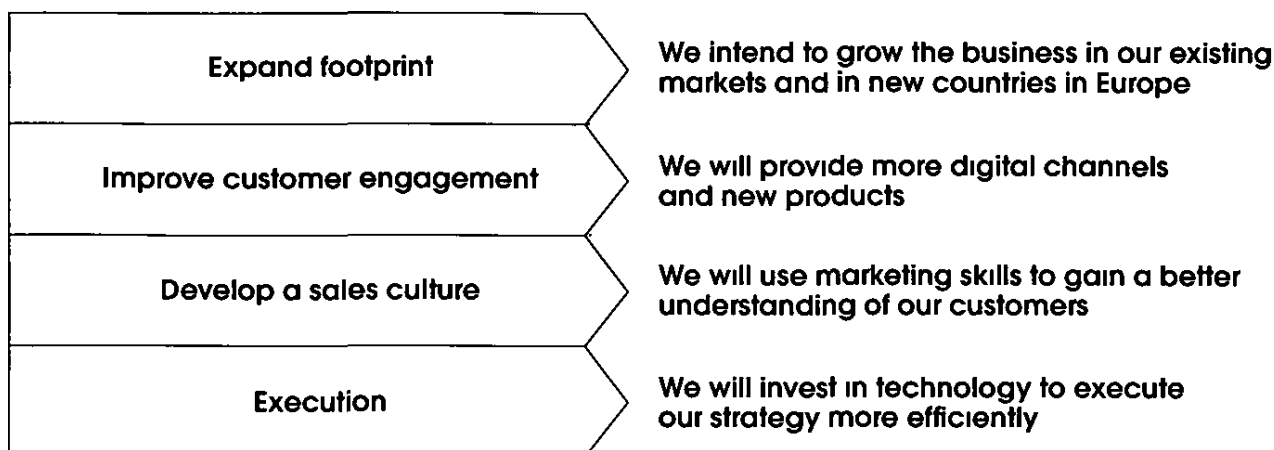 Expand footprint
We intend to grow the business in our existing
markets and in new countries in Europe
Improve customer engagement
We will provide more digital channels
and new products
Develop a sales culture
We will use marketing skills to gain a better
understanding of our customers
Execution
We will invest in technology to execute
our strategy more efficiently